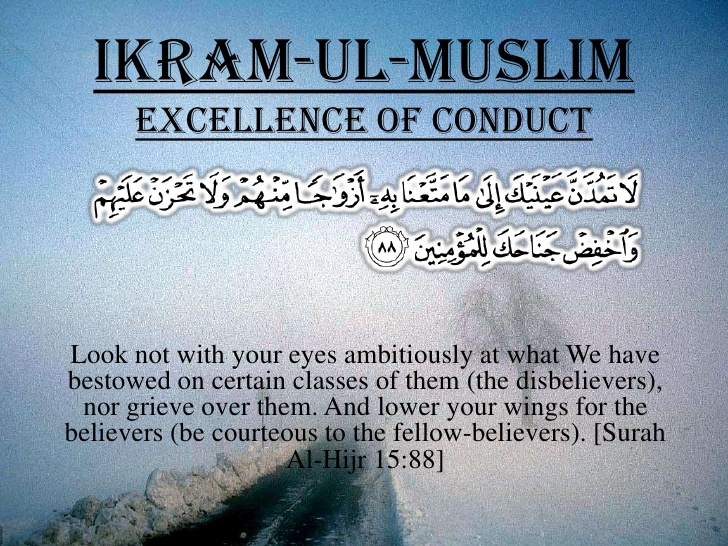 IKRAM-UL-MUSLIM
EXCELLENCE OF CONDUCT
لَا تَمُدَّنَّ عَيْنَيْكَ إِلَىٰ مَا مَتَّعْنَا بِهِۦٓ أَزْوَٰجًا مِّنْهُمْ وَلَا تَحْزَنْ عَلَيْهِمْ
وَٱخْفِضْ جَنَاحَكَ لِلْمُؤْمِنِينَ ٨٨
Look not with your eyes ambitiously at what We have
bestowed on certain classes of them (the disbelievers),
nor grieve over them. And lower your wings for the
believers (be courteous to the fellow-believers). [Surah
Al-Hijr 15:88]